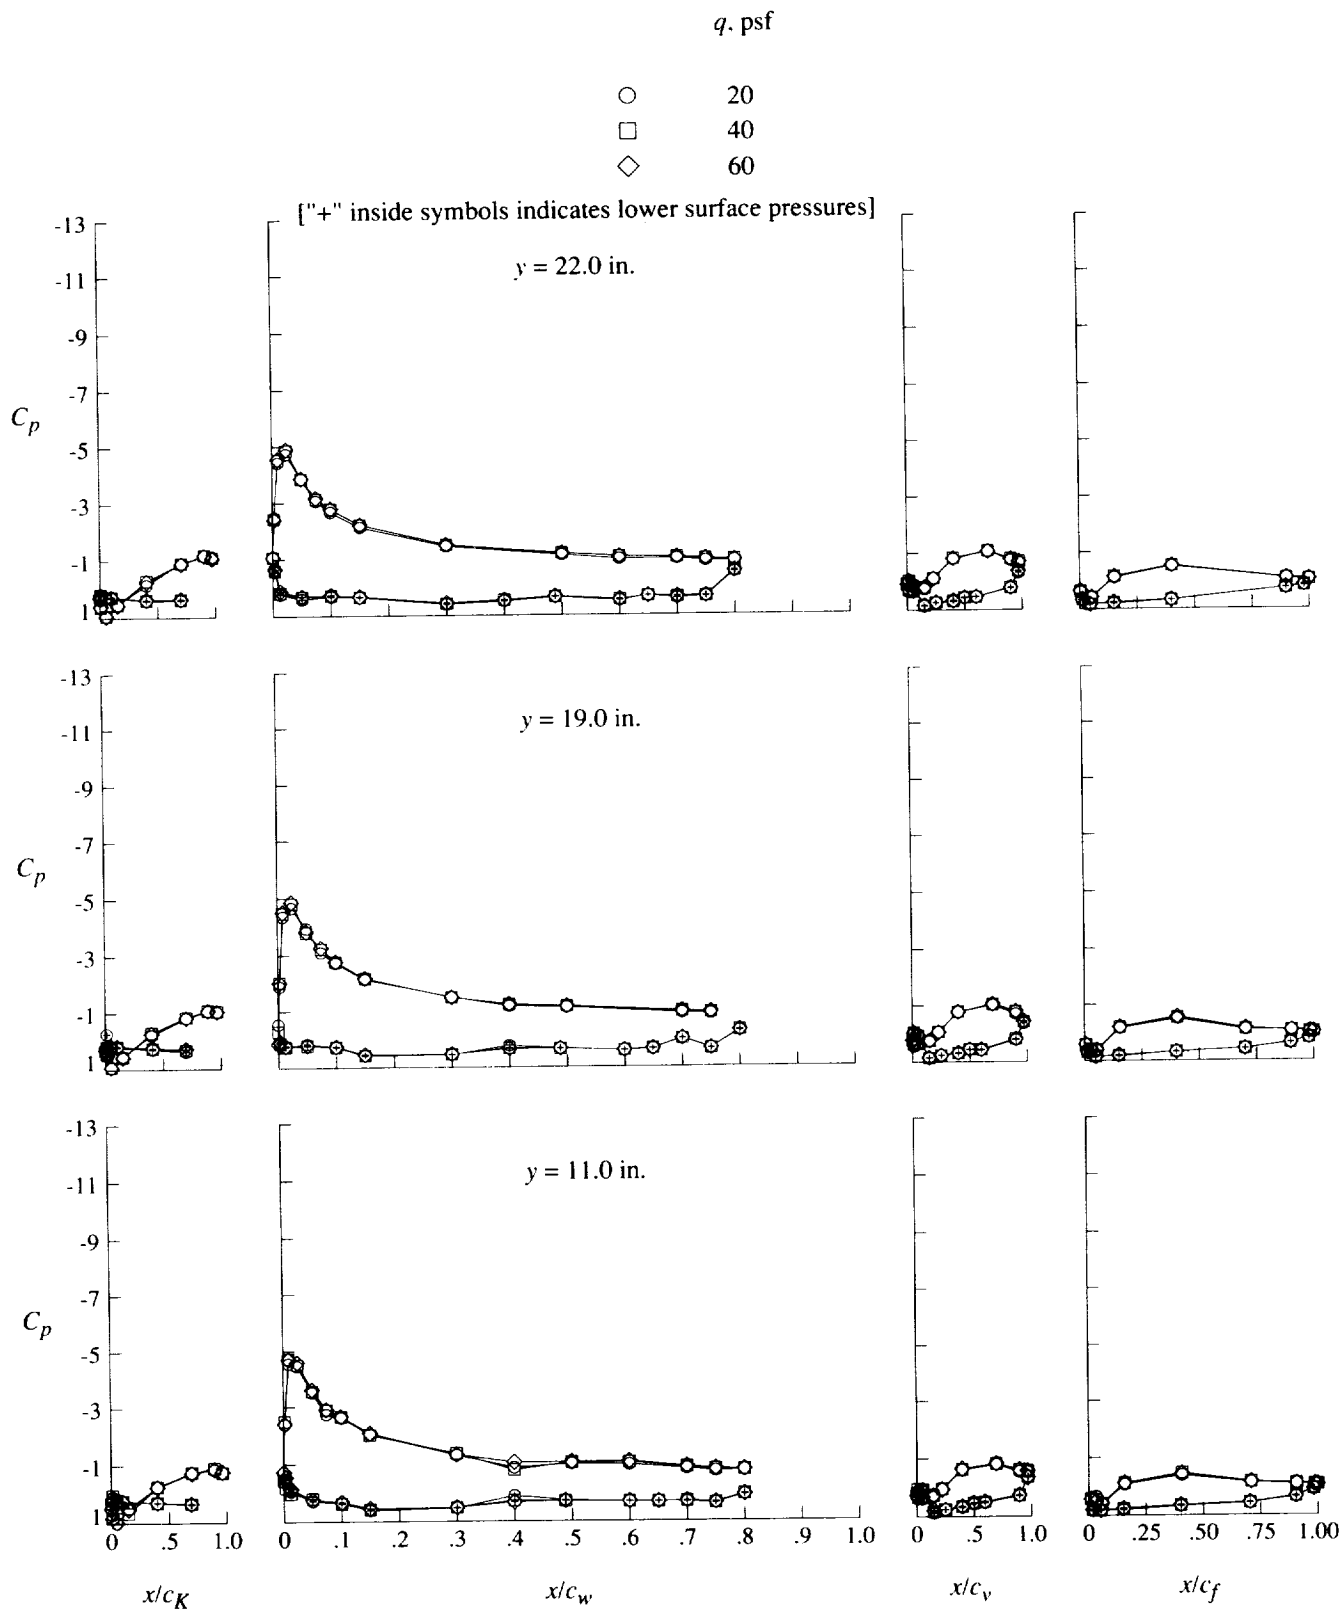 q, psf
20
40
60
["+" inside symbols indicates lower surface pressures]
y = 22.0 in.
-13
-11
-9
-7
-5
-3
-1
1
C_p
y = 19.0 in.
-13
-11
-9
-7
-5
-3
-1
1
C_p
y = 11.0 in.
-13
-11
-9
-7
-5
-3
-1
1
C_p
0 .5 1.0
0 .1 .2 .3 .4 .5 .6 .7 .8 .9 1.0
0 .5 1.0
0 .25 .50 .75 1.00
x/c_K
x/c_w
x/c_v
x/c_f